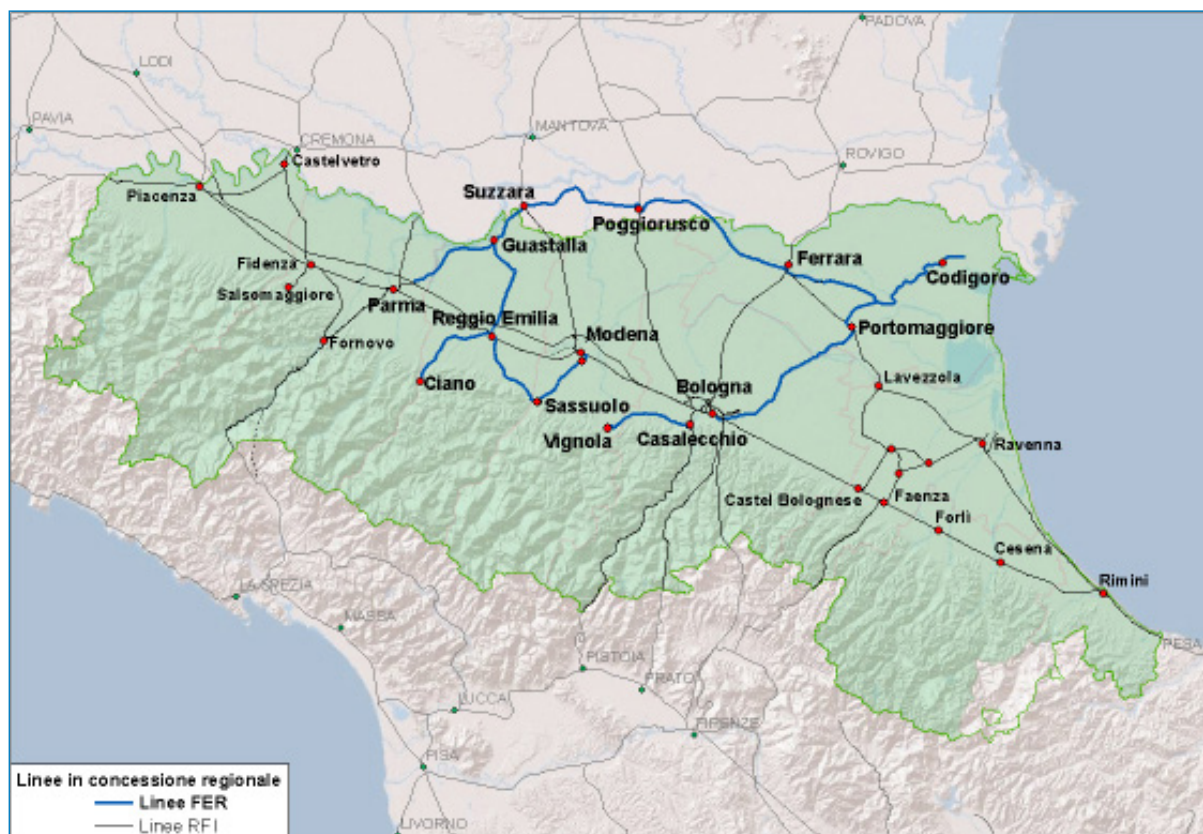 PADOVA
LODI
PAVIA
CREMONA
MANTOVA
ROVIGO
Castelvetro
Piacenza
Suzzara
Poggiorusco
Guastalla
Ferrara
Fidenza
Codigoro
Salsomaggiore
Parma
Reggio Emilia
Portomaggiore
Modena
Fornovo
Ciano
Bologna
Lavezzola
Sassuolo
Vignola
Casalecchio
Ravenna
Castel Bolognese
Faenza
Forlì
Cesena
Rimini
LA SPEZIA
MASSA
PESA
PISTOIA
PRATO
LUCCA
FIRENZE
PISA
LIVORNO
Linee in concessione regionale
Linee FER
Linee RFI